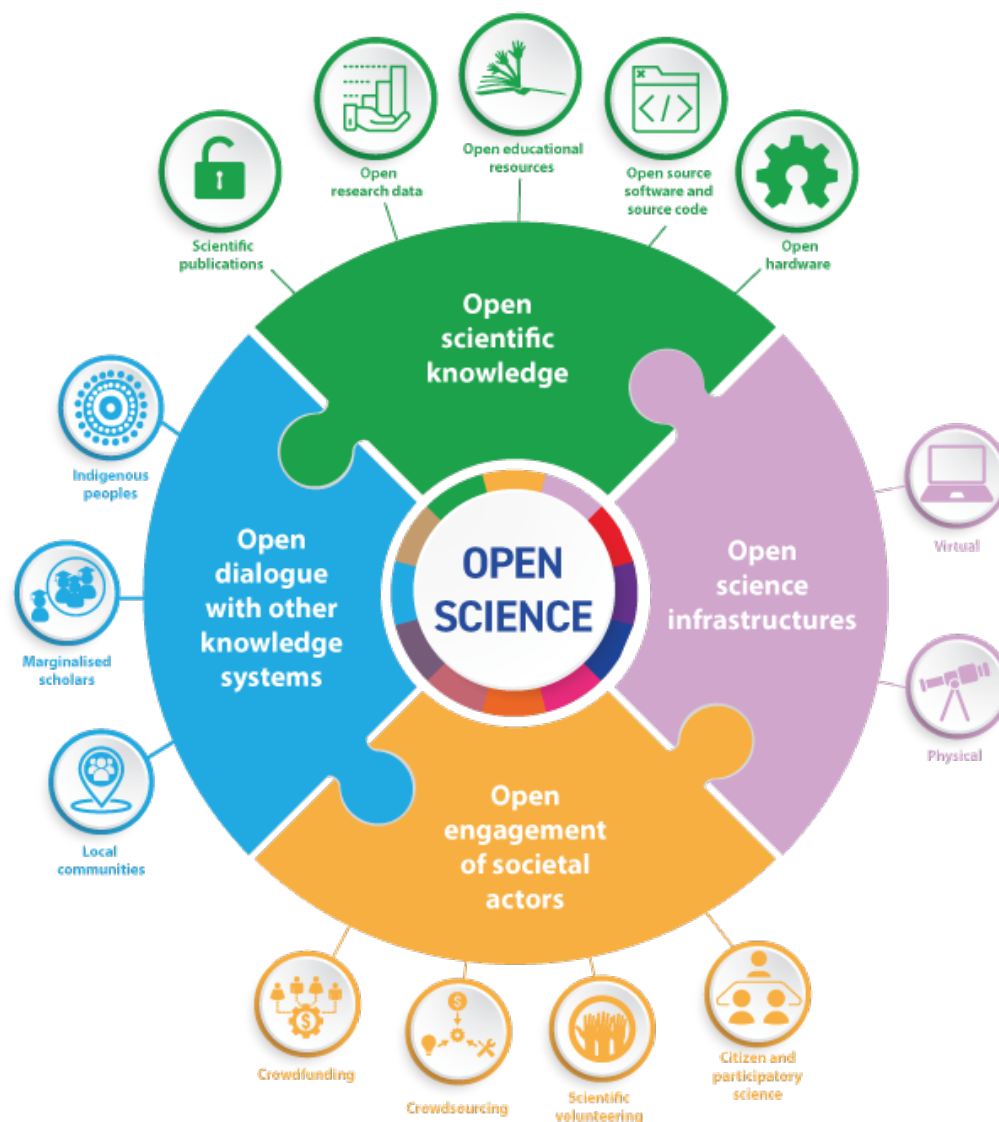 Open educational
resources
Open
research data
Open source
software and
source code
Scientific
publications
Open
hardware
Open
scientific
knowledge
Indigenous
peoples
Virtual
Open
dialogue
with other
knowledge
systems
OPEN
SCIENCE
Open
science
infrastructures
Marginalised
scholars
Physical
Local
communities
Open
engagement
of societal
actors
Crowdfunding
Crowdsourcing
Scientific
volunteering
Citizen and
participatory
science